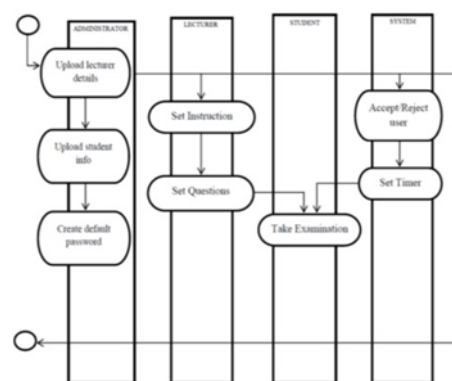 ADMINISTRATOR
LECTURER
STUDENT
SYSTEM
Upload lecturer
details
Set Instruction
Accept/Reject
user
Upload student
info
Set Questions
Set Timer
Create default
password
Take Examination